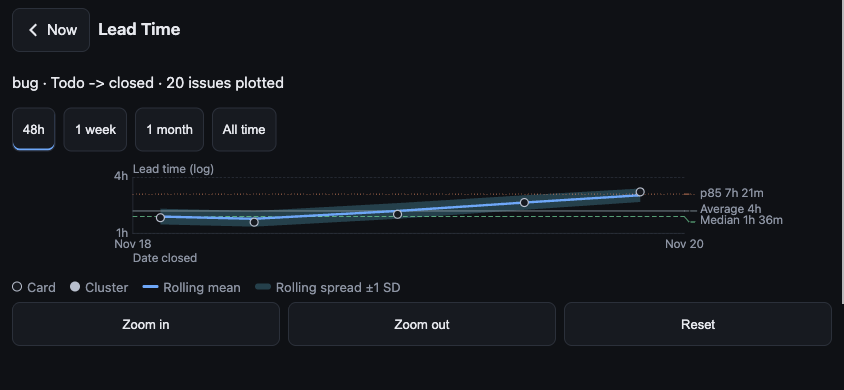 Now Lead Time
bug · Todo -> closed · 20 issues plotted
48h 1 week 1 month All time
Lead time (log)
4h
p85 7h 21m
Average 4h
Median 1h 36m
1h
Nov 18 Nov 20
Date closed
Card Cluster Rolling mean Rolling spread ±1 SD
Zoom in Zoom out Reset